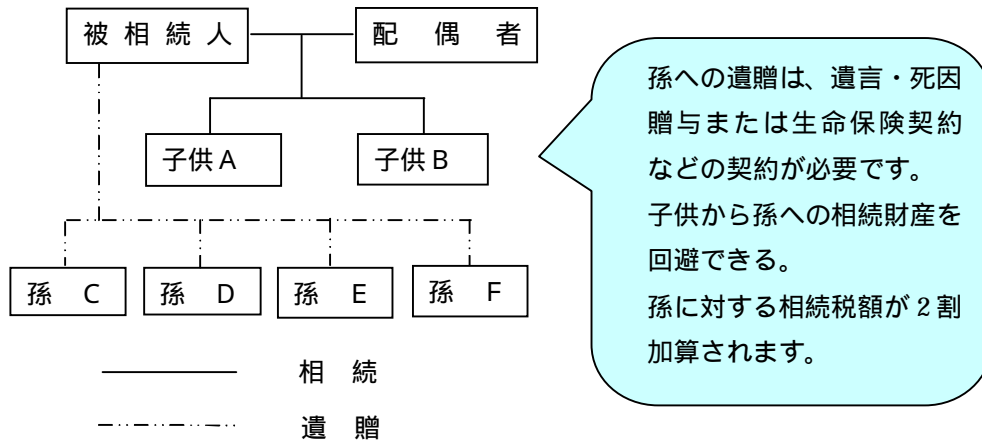 被相続人
配偶者
子供A
子供B
孫 C
孫 D
孫 E
孫 F
相 続
遺 贈
孫への遺贈は、遺言・死因
贈与または生命保険契約
などの契約が必要です。
子供から孫への相続財産を
回避できる。
孫に対する相続税額が2割
加算されます。